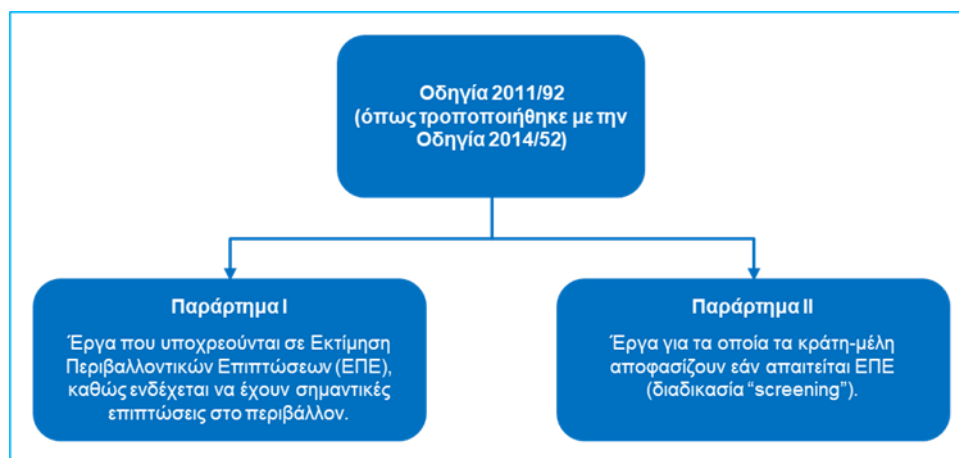 Οδηγία 2011/92
(όπως τροποποιήθηκε με την
Οδηγία 2014/52)
Παράρτημα Ι
Έργα που υποχρεούνται σε Εκτίμηση
Περιβαλλοντικών Επιπτώσεων (ΕΠΕ),
καθώς ενδέχεται να έχουν σημαντικές
επιπτώσεις στο περιβάλλον.
Παράρτημα ΙΙ
Έργα για τα οποία τα κράτη-μέλη
αποφασίζουν εάν απαιτείται ΕΠΕ
(διαδικασία “screening”).